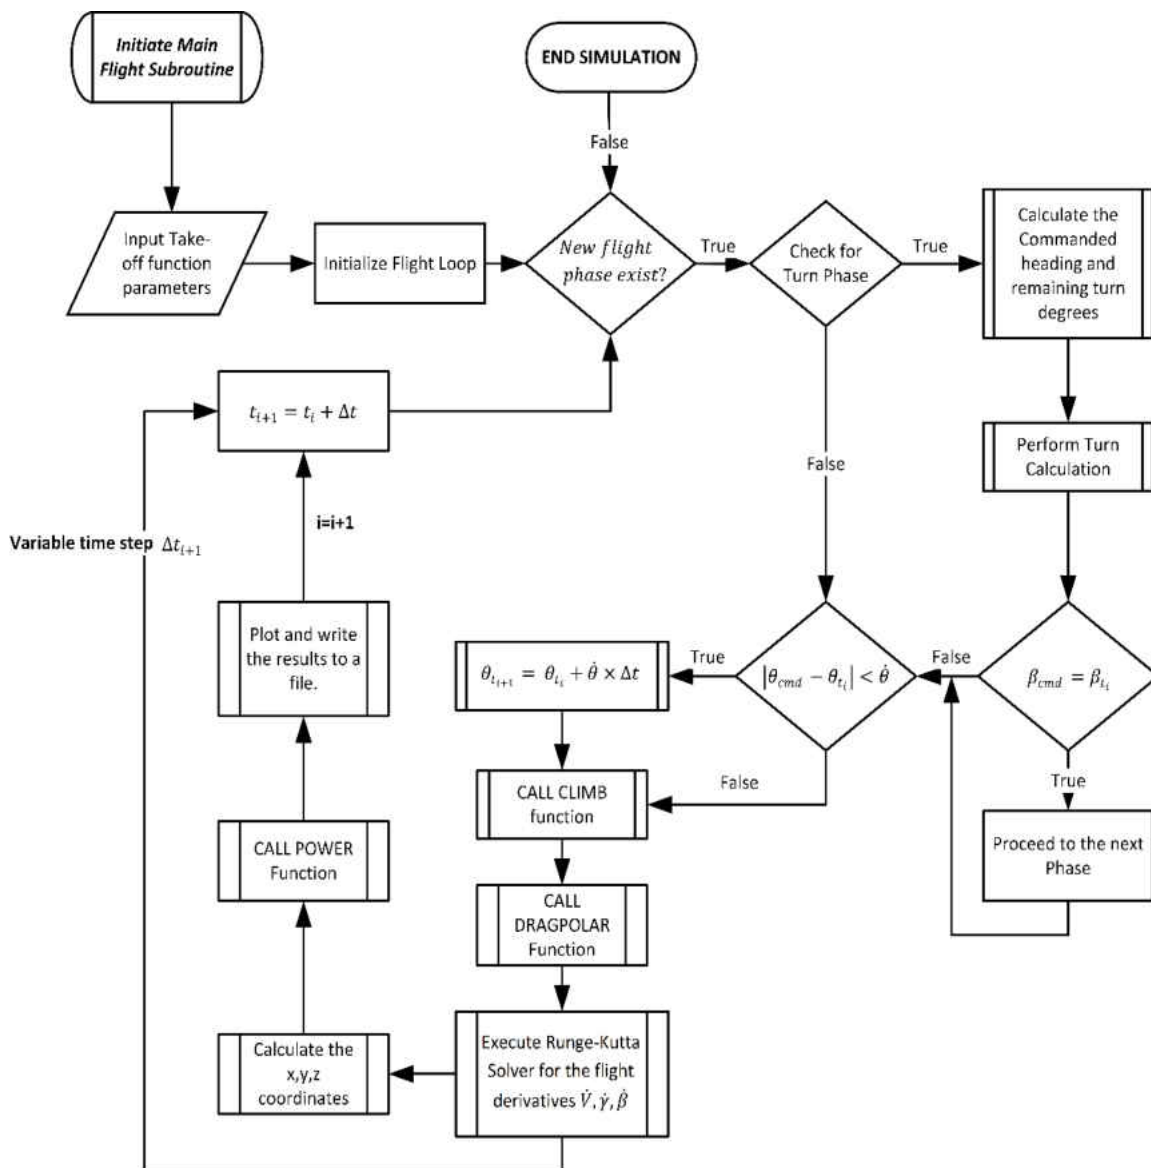 Initiate Main
Flight Subroutine
END SIMULATION
False
Input Take-
off function
parameters
Initialize Flight Loop
New flight
phase exist?
True
Check for
Turn Phase
True
Calculate the
Commanded
heading and
remaining turn
degrees
t_{i+1} = t_i + Δt
False
Perform Turn
Calculation
i=i+1
Variable time step Δt_{i+1}
Plot and write
the results to a
file.
θ_{t_{i+1}} = θ_{t_i} + θ̇ × Δt
True
|θ_{cmd} − θ_{t_i}| < θ̇
False
β_{cmd} = β_{t_i}
True
False
CALL CLIMB
function
CALL POWER
Function
Proceed to the next
Phase
CALL
DRAGPOLAR
Function
Calculate the
x,y,z
coordinates
Execute Runge-Kutta
Solver for the flight
derivatives V̇, γ̇, β̇